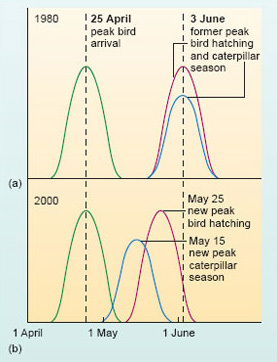 1980
25 April
peak bird
arrival
3 June
former peak
bird hatching
and caterpillar
season
(a)
2000
May 25
new peak
bird hatching
May 15
new peak
caterpillar
season
(b)
1 April
1 May
1 June